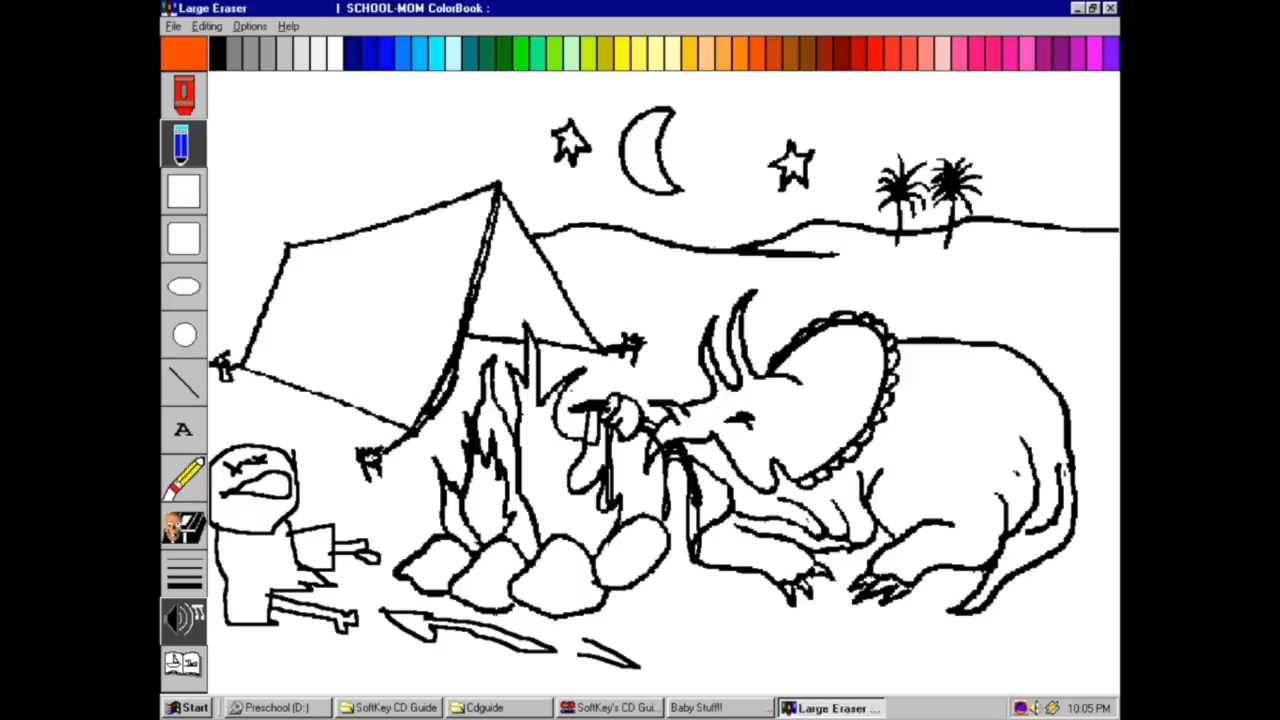 Large Eraser | SCHOOL-MOM ColorBook :
File Editing Options Help
A
Start Preschool (D:) SoftKey CD Guide Cdguide SoftKey's CD Gui... Baby Stuff!! ... Large Eraser ... 10:05 PM